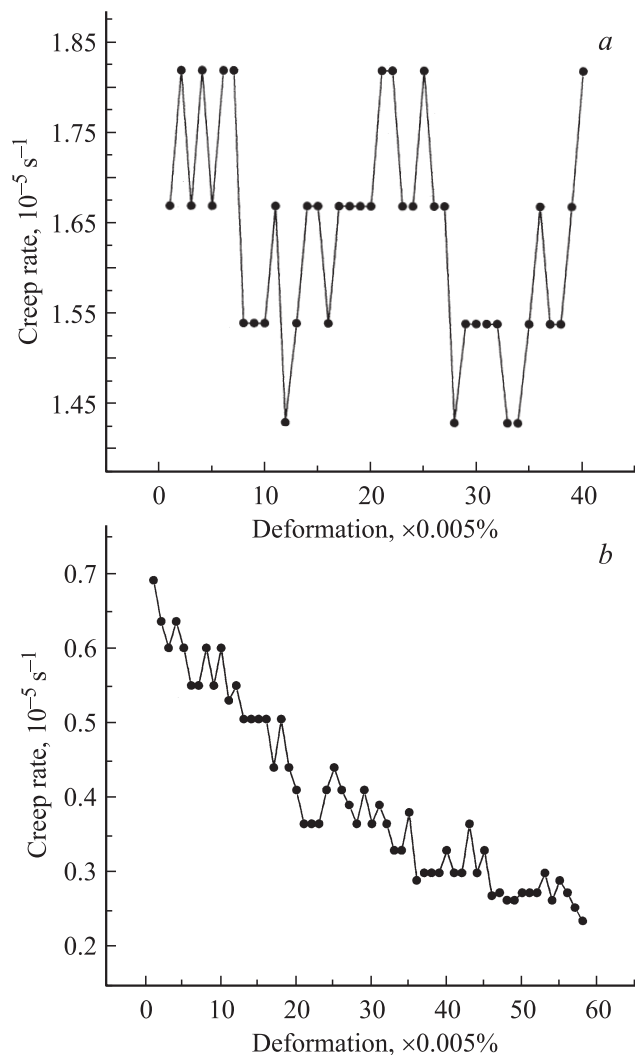 a
1.85
1.75
1.65
1.55
1.45
Creep rate, 10⁻⁵ s⁻¹
0 10 20 30 40
Deformation, ×0.005%
b
0.7
0.6
0.5
0.4
0.3
0.2
Creep rate, 10⁻⁵ s⁻¹
0 10 20 30 40 50 60
Deformation, ×0.005%